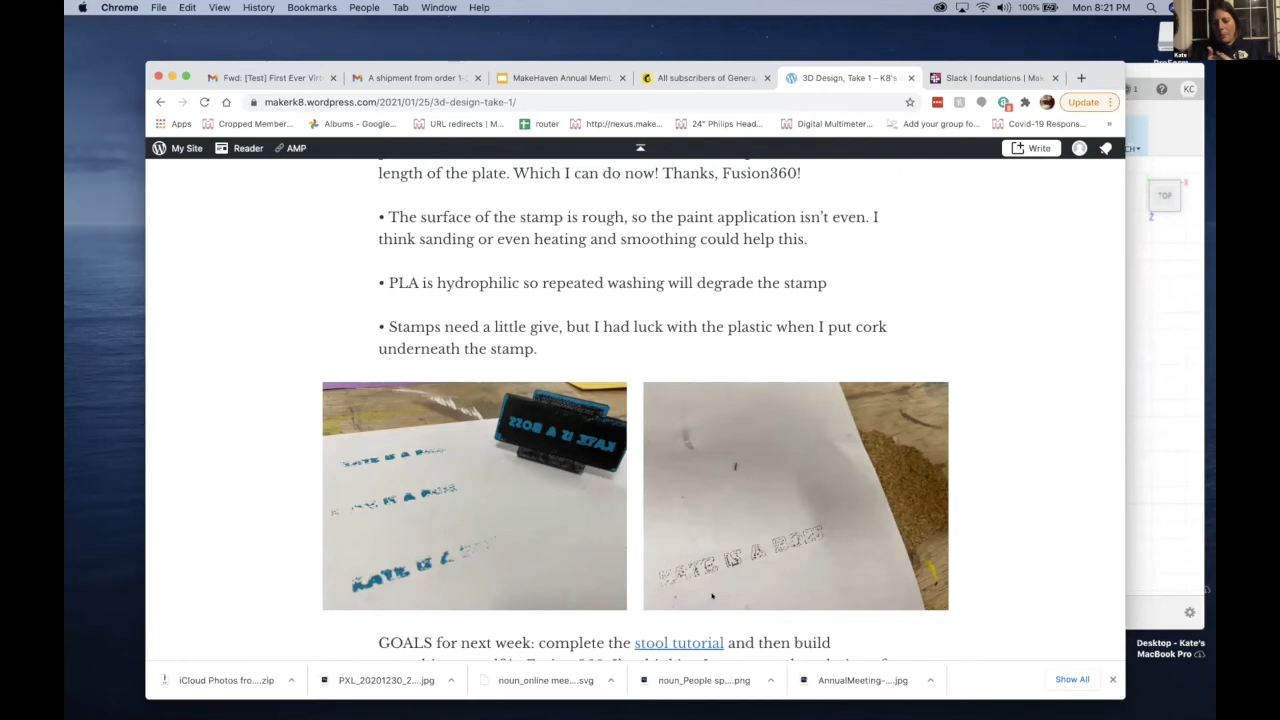 Chrome File Edit View History Bookmarks People Tab Window Help
100% Mon 8:21 PM
Kate
Fwd: [Test] First Ever Vir
A shipment from order 1-
MakeHaven Annual Mem
All subscribers of Genera
3D Design, Take 1 – K8's
Slack | foundations | Mak
makerk8.wordpress.com/2021/01/25/3d-design-take-1/
Update
KC
Apps Cropped Member... Albums - Google... URL redirects | M... router http://nexus.make... 24" Philips Head... Digital Multimeter... Add your group fo... Covid-19 Respons... »
My Site Reader AMP Write
TOP
length of the plate. Which I can do now! Thanks, Fusion360!
• The surface of the stamp is rough, so the paint application isn't even. I
think sanding or even heating and smoothing could help this.
• PLA is hydrophilic so repeated washing will degrade the stamp
• Stamps need a little give, but I had luck with the plastic when I put cork
underneath the stamp.
KATE IS A BOSS
KATE IS A BOSS
GOALS for next week: complete the stool tutorial and then build
Desktop - Kate's
MacBook Pro
iCloud Photos fro....zip
PXL_20201230_2....jpg
noun_online mee....svg
noun_People sp....png
AnnualMeeting-....jpg
Show All